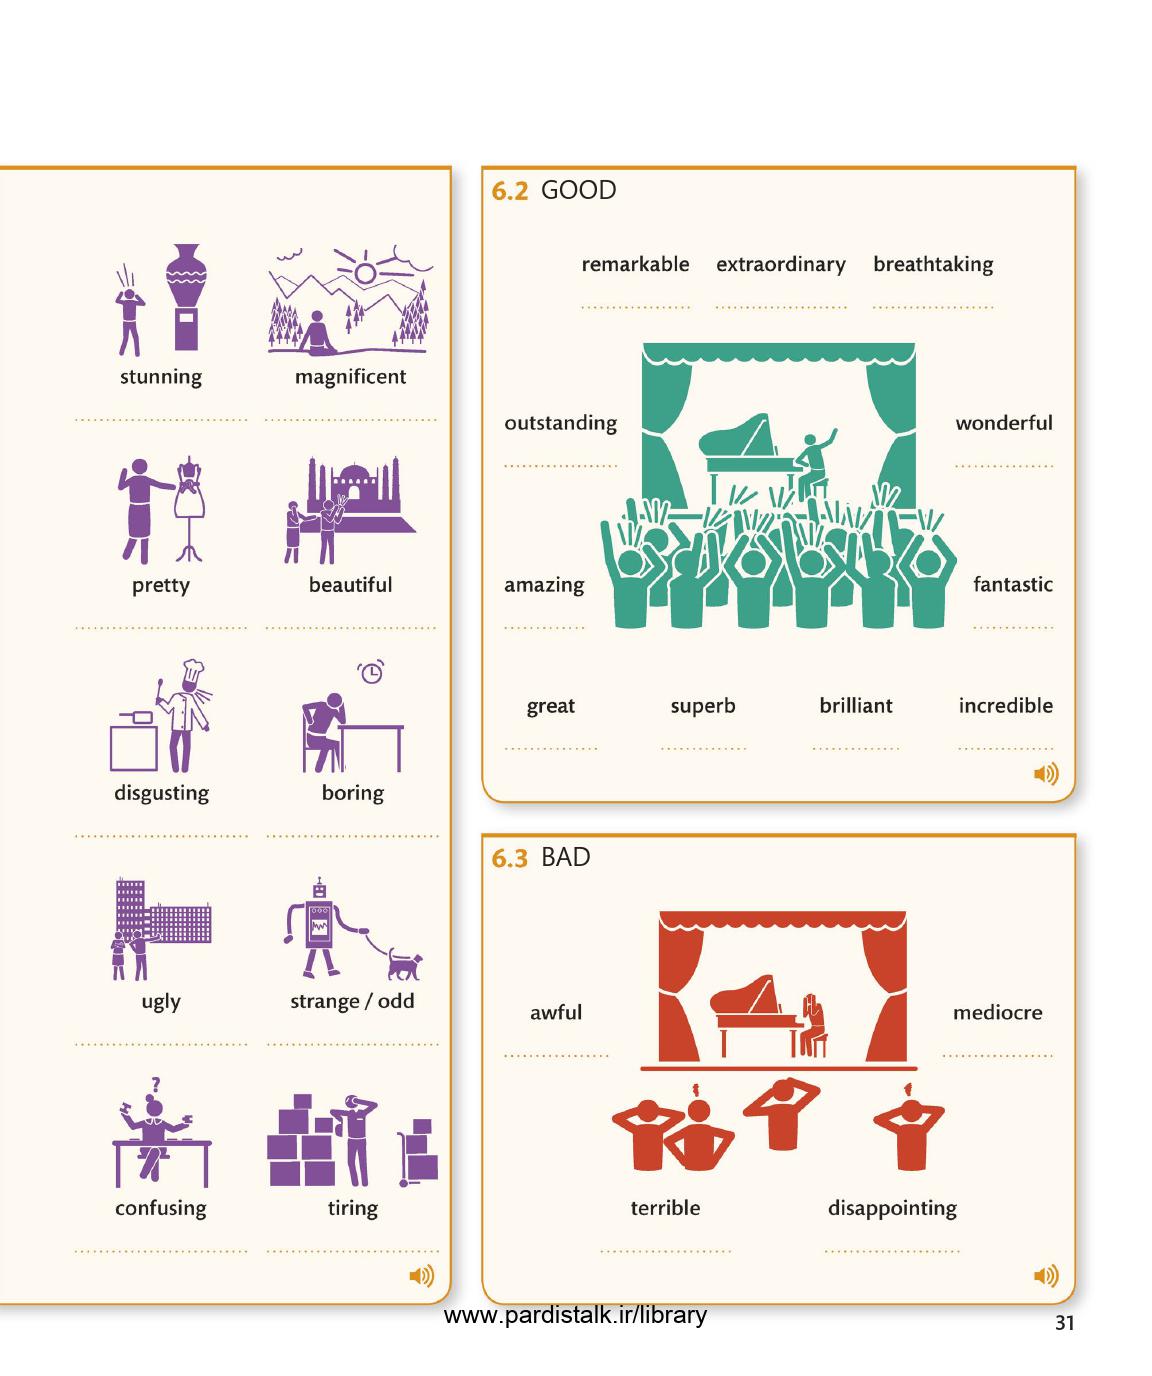 stunning magnificent
pretty beautiful
disgusting boring
ugly strange / odd
confusing tiring
6.2 GOOD
remarkable extraordinary breathtaking
outstanding wonderful
amazing fantastic
great superb brilliant incredible
6.3 BAD
awful mediocre
terrible disappointing
www.pardistalk.ir/library
31